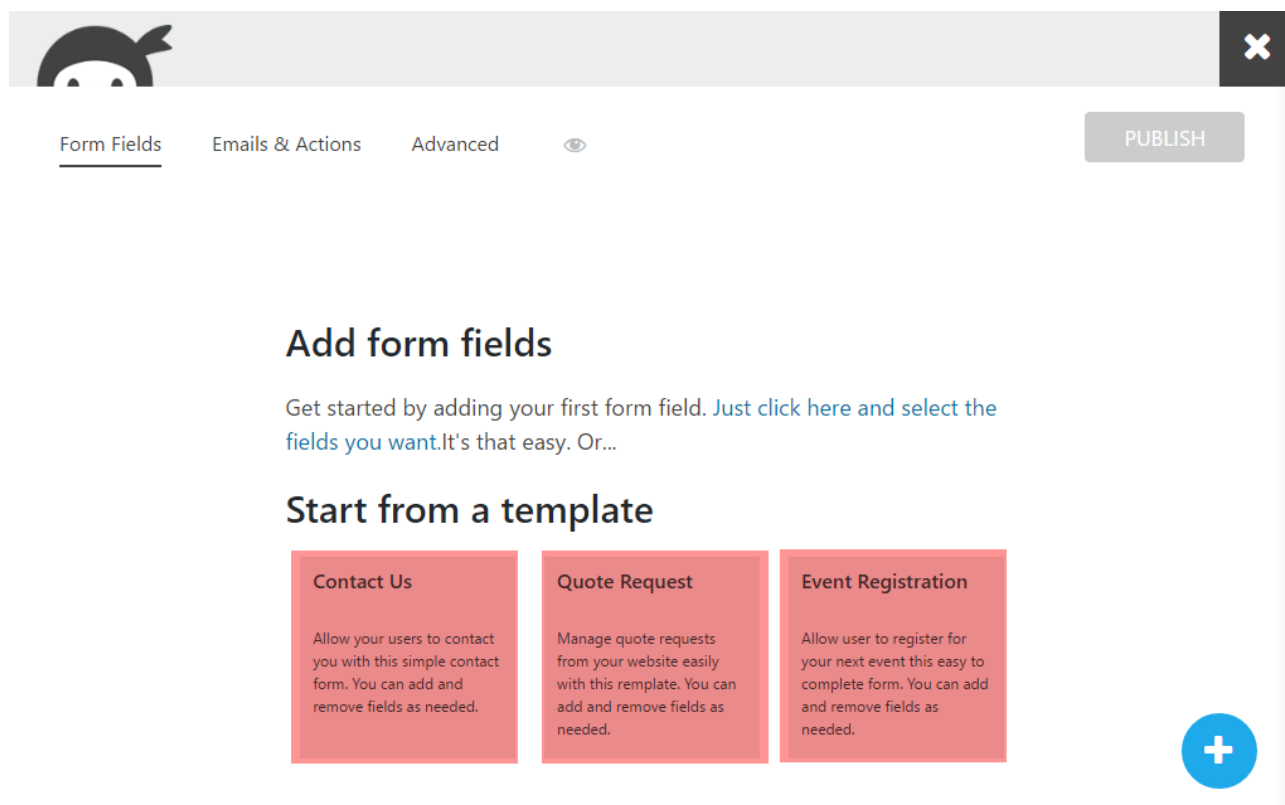 Form Fields Emails & Actions Advanced PUBLISH
Add form fields
Get started by adding your first form field. Just click here and select the
fields you want.It's that easy. Or...
Start from a template
Contact Us
Allow your users to contact
you with this simple contact
form. You can add and
remove fields as needed.
Quote Request
Manage quote requests
from your website easily
with this remplate. You can
add and remove fields as
needed.
Event Registration
Allow user to register for
your next event this easy to
complete form. You can add
and remove fields as
needed.